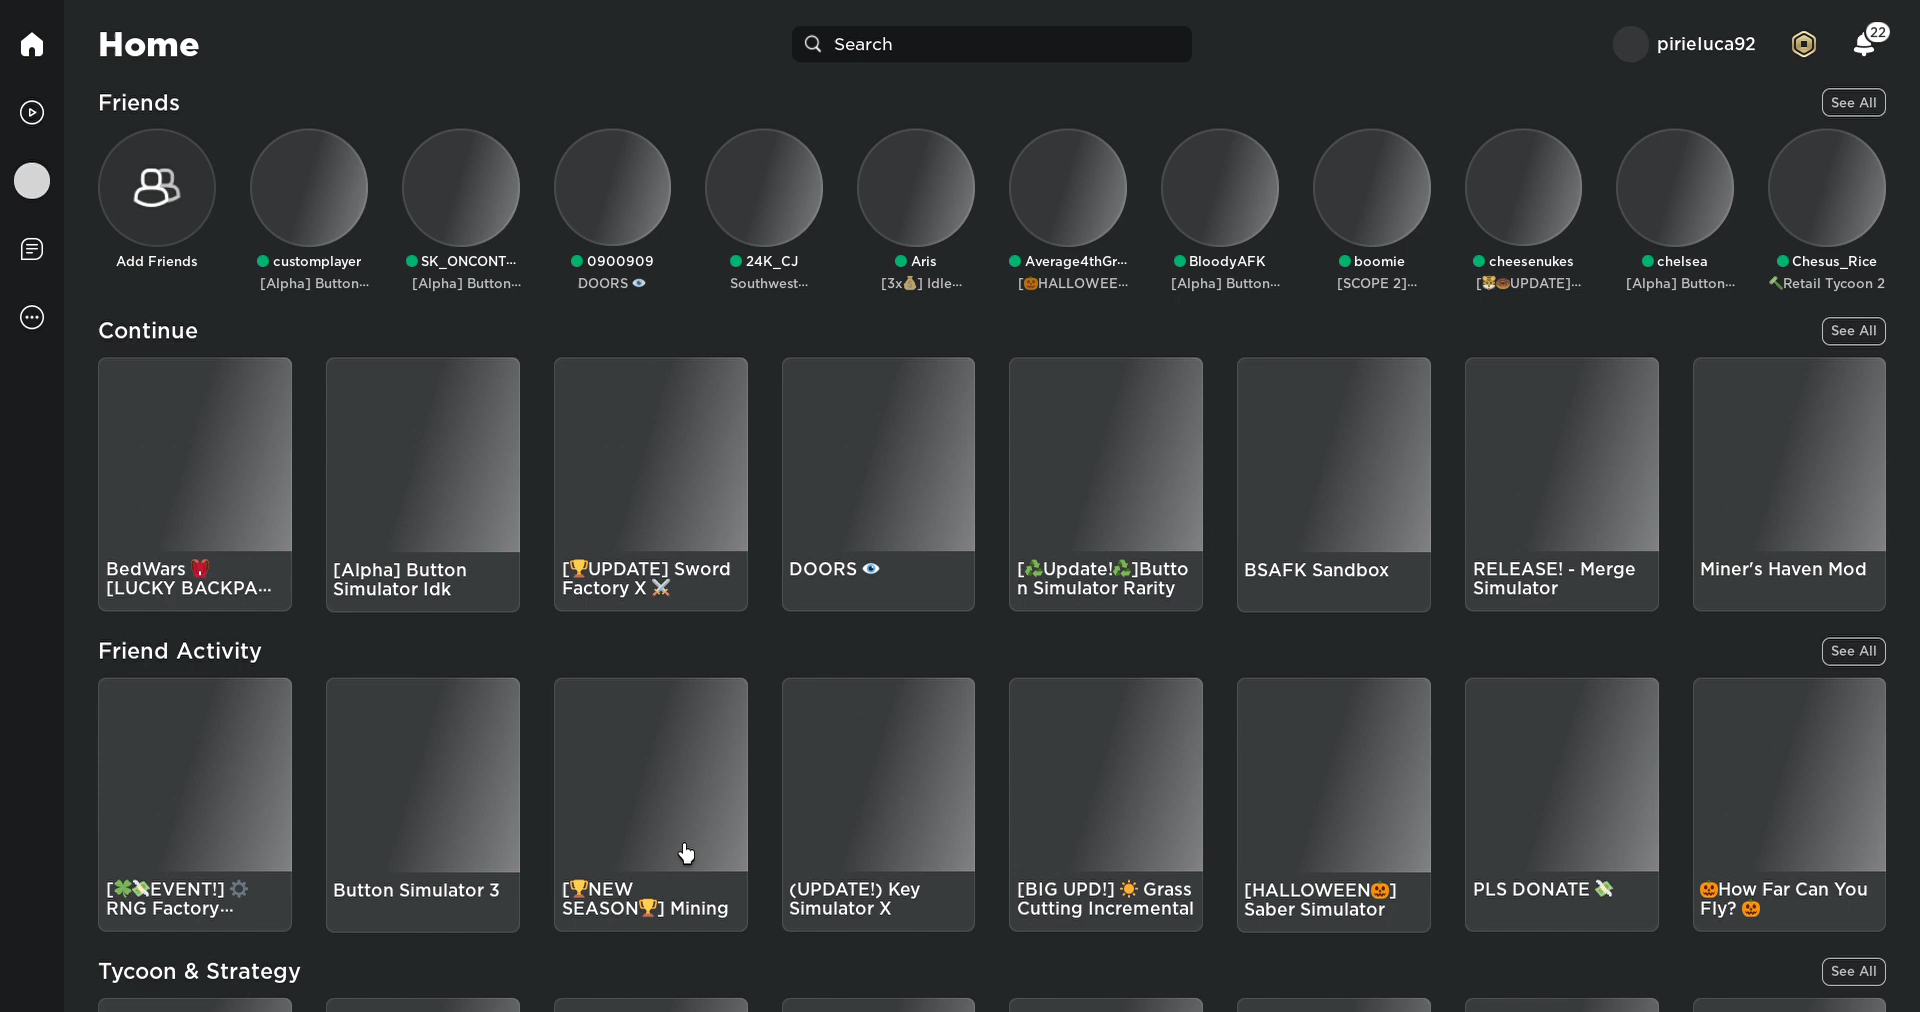 Home
Search
pirieluca92
22
Friends
See All
Add Friends
customplayer
[Alpha] Button...
SK_ONCONT...
[Alpha] Button...
0900909
DOORS 👁
24K_CJ
Southwest...
Aris
[3x💰] Idle...
Average4thGr...
[🎃HALLOWEE...
BloodyAFK
[Alpha] Button...
boomie
[SCOPE 2]...
cheesenukes
[🐯🍩UPDATE]...
chelsea
[Alpha] Button...
Chesus_Rice
🔨Retail Tycoon 2
Continue
See All
BedWars 🎒
[LUCKY BACKPA...
[Alpha] Button
Simulator Idk
[🏆UPDATE] Sword
Factory X ⚔️
DOORS 👁
[♻️Update!♻️]Butto
n Simulator Rarity
BSAFK Sandbox
RELEASE! - Merge
Simulator
Miner's Haven Mod
Friend Activity
See All
[🍀💸EVENT!] ⚙️
RNG Factory...
Button Simulator 3
[🏆NEW
SEASON🏆] Mining
(UPDATE!) Key
Simulator X
[BIG UPD!] ☀️ Grass
Cutting Incremental
[HALLOWEEN🎃]
Saber Simulator
PLS DONATE 💸
🎃How Far Can You
Fly? 🎃
Tycoon & Strategy
See All